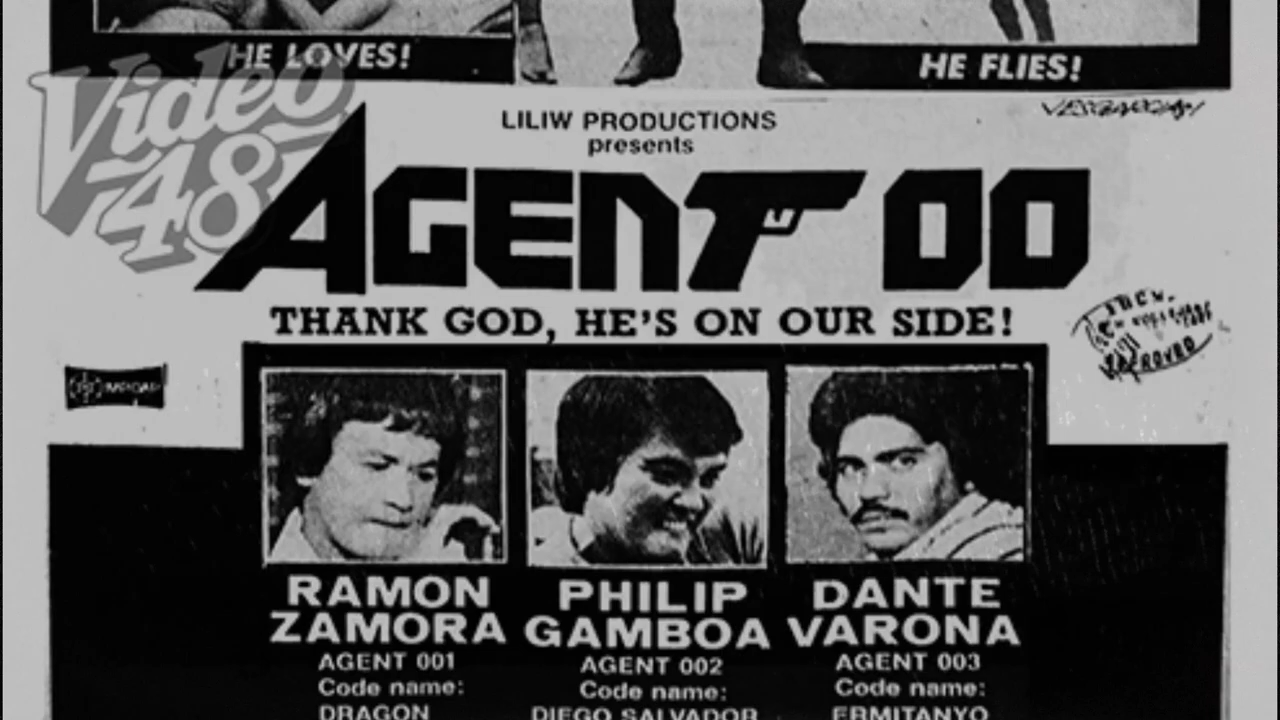 HE LOVES!
HE FLIES!
Video
48
LILIW PRODUCTIONS
presents
AGENT 00
THANK GOD, HE'S ON OUR SIDE!
APPROVED
RAMON
ZAMORA
AGENT 001
Code name:
DRAGON
PHILIP
GAMBOA
AGENT 002
Code name:
DIEGO SALVADOR
DANTE
VARONA
AGENT 003
Code name:
ERMITANYO